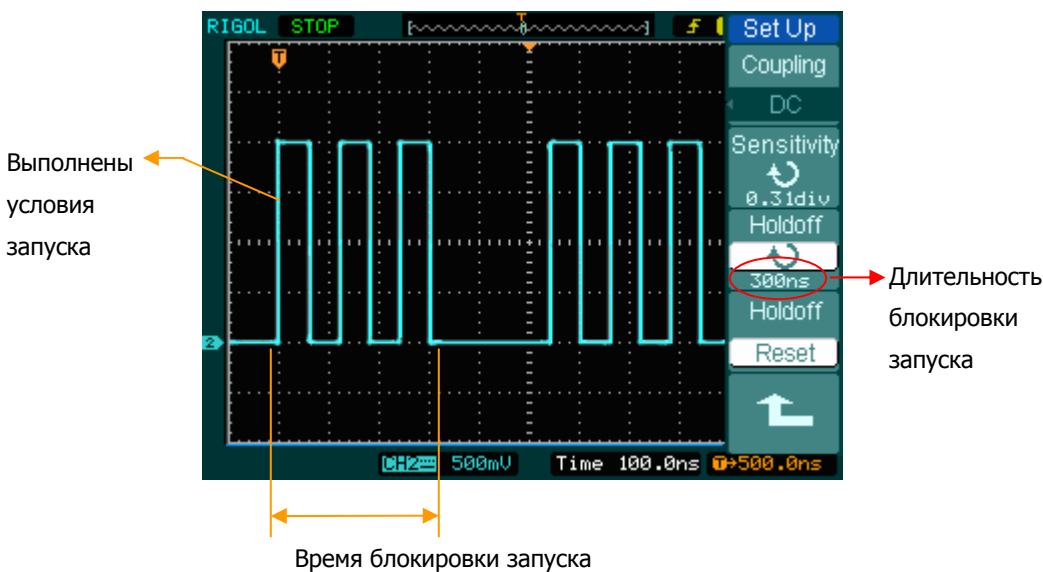 RIGOL STOP
T
Set Up
T
Coupling
DC
Sensitivity
0.31div
Holdoff
300ns
Holdoff
Reset
2
CH2 500mV Time 100.0ns T→500.0ns
Выполнены
условия
запуска
Длительность
блокировки
запуска
Время блокировки запуска